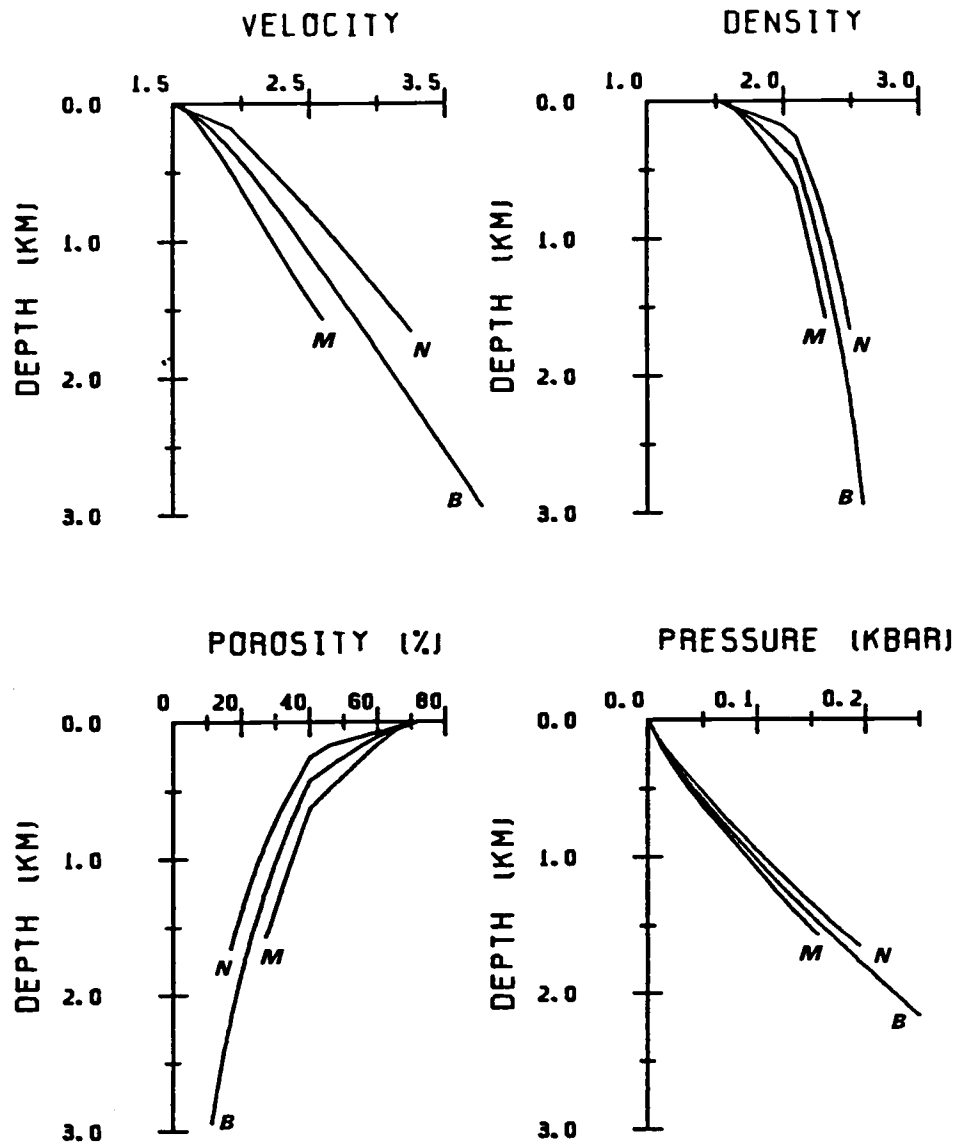 VELOCITY
1.5 2.5 3.5
0.0
1.0
2.0
3.0
DEPTH (KM)
M
N
B
DENSITY
1.0 2.0 3.0
0.0
1.0
2.0
3.0
DEPTH (KM)
M
N
B
POROSITY (%)
0 20 40 60 80
0.0
1.0
2.0
3.0
DEPTH (KM)
N
M
B
PRESSURE (KBAR)
0.0 0.1 0.2
0.0
1.0
2.0
3.0
DEPTH (KM)
M
N
B